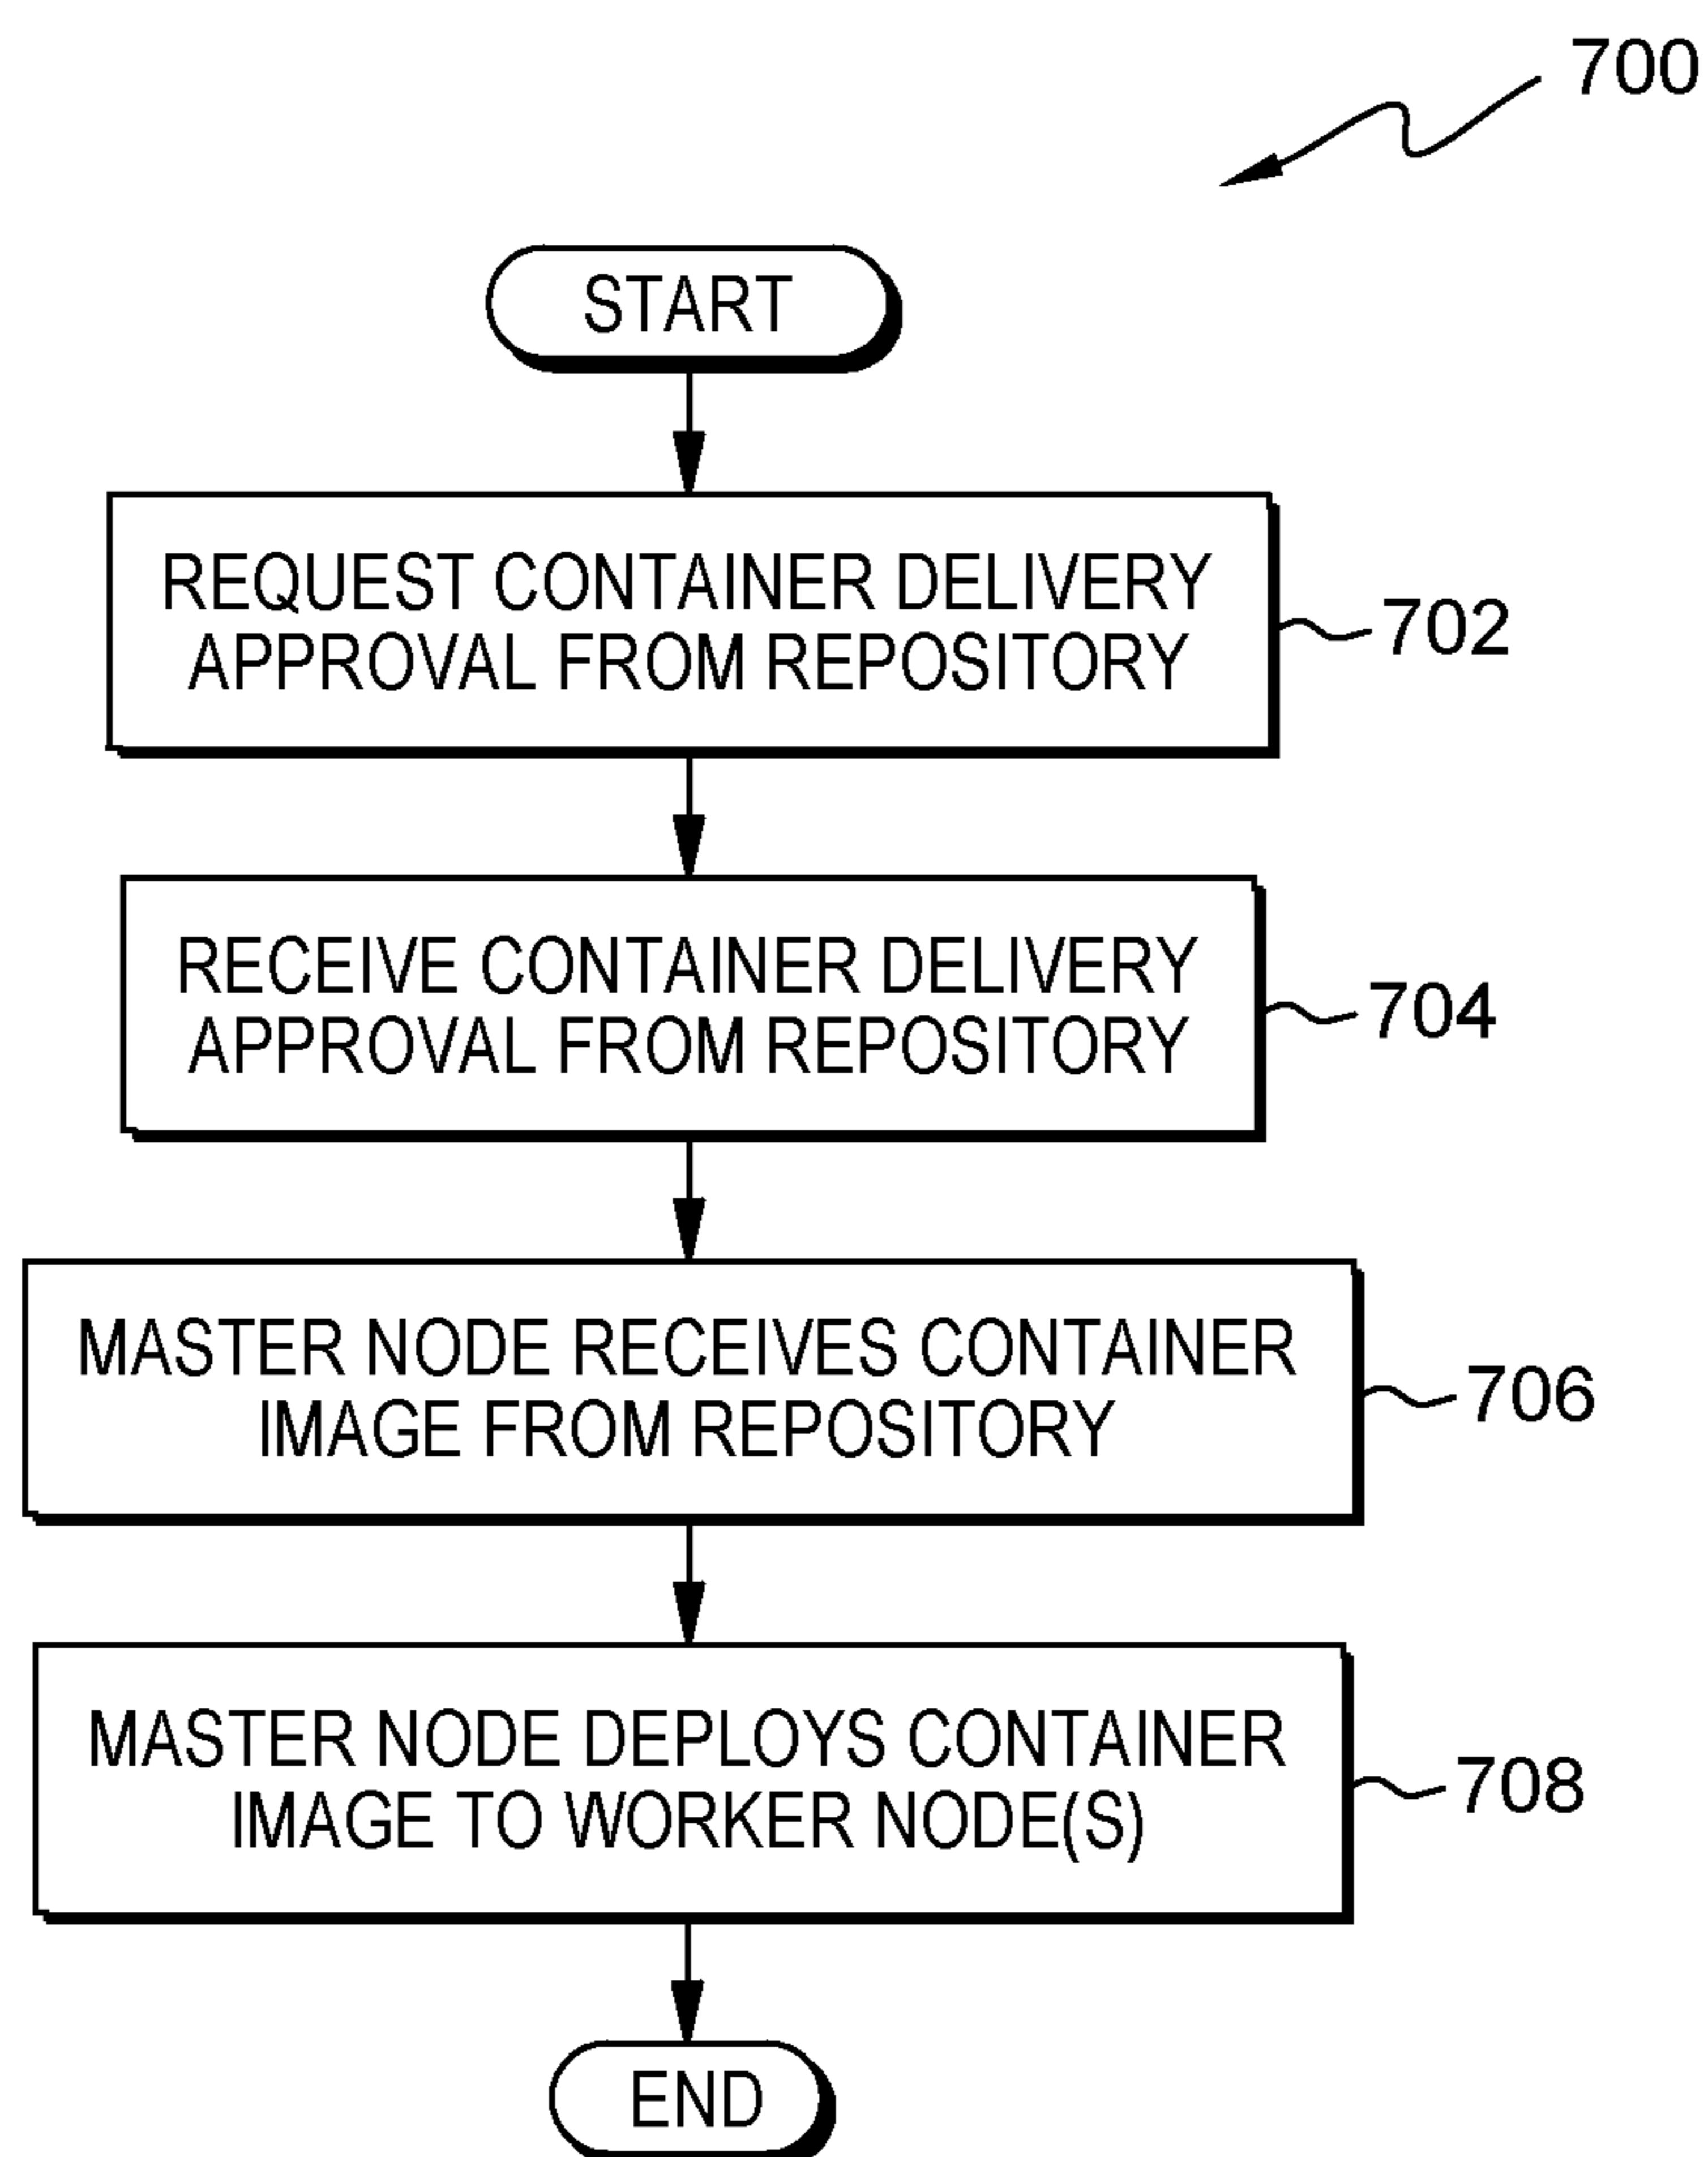 700
START
REQUEST CONTAINER DELIVERY
APPROVAL FROM REPOSITORY
702
RECEIVE CONTAINER DELIVERY
APPROVAL FROM REPOSITORY
704
MASTER NODE RECEIVES CONTAINER
IMAGE FROM REPOSITORY
706
MASTER NODE DEPLOYS CONTAINER
IMAGE TO WORKER NODE(S)
708
END